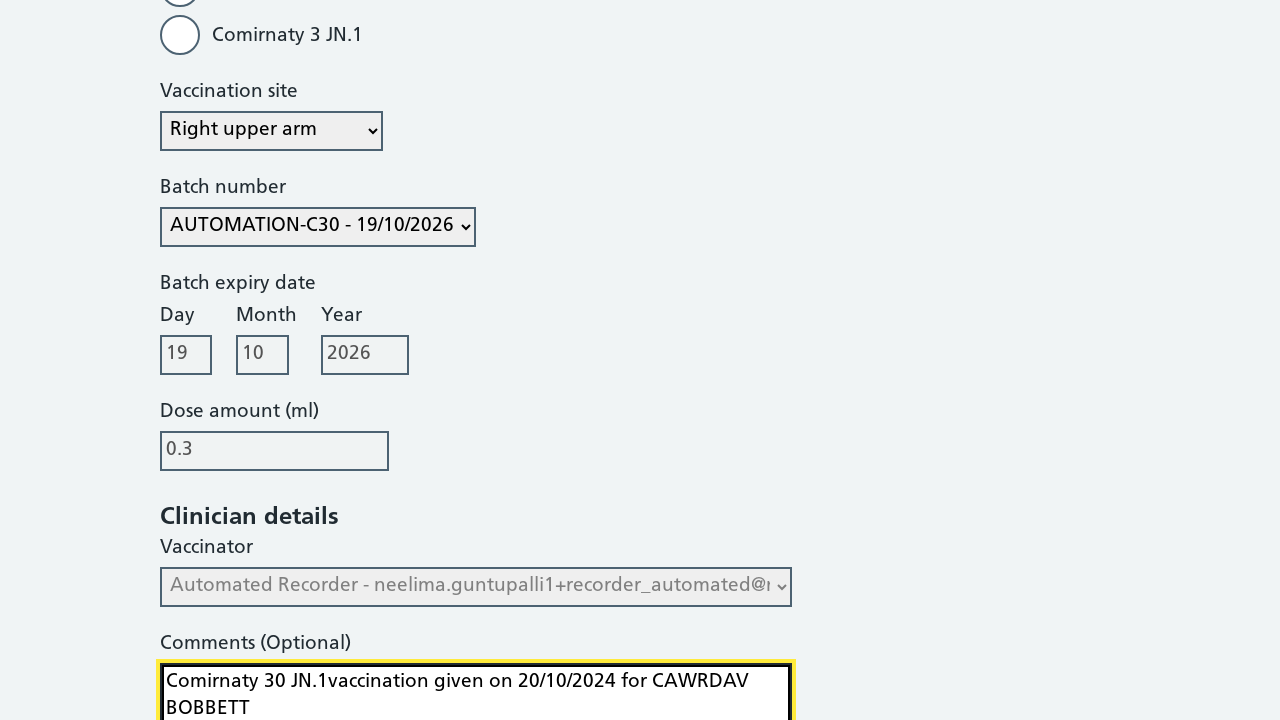 Comirnaty 3 JN.1
Vaccination site
Right upper arm
Batch number
AUTOMATION-C30 - 19/10/2026
Batch expiry date
Day Month Year
19 10 2026
Dose amount (ml)
0.3
Clinician details
Vaccinator
Automated Recorder - neelima.guntupalli1+recorder_automated@
Comments (Optional)
Comirnaty 30 JN.1vaccination given on 20/10/2024 for CAWRDAV
BOBBETT